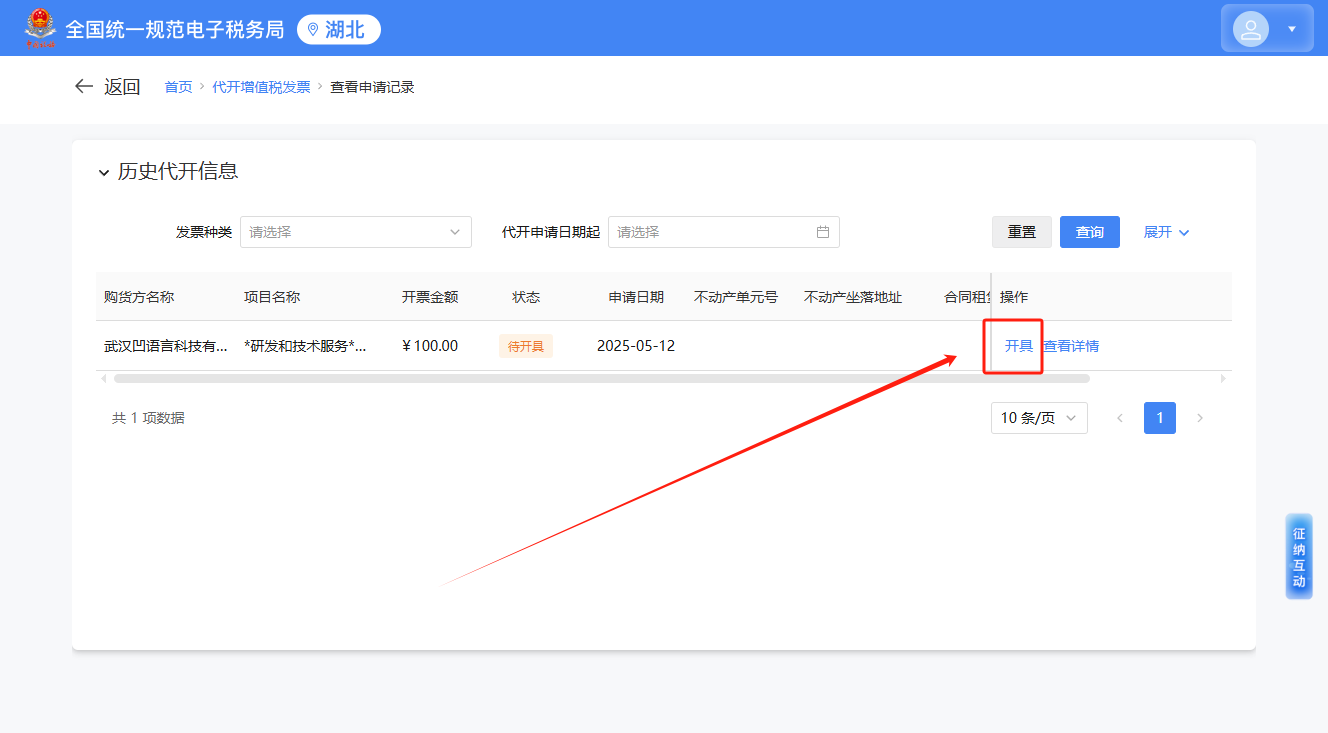 全国统一规范电子税务局 湖北
返回 首页 › 代开增值税发票 › 查看申请记录
历史代开信息
发票种类 请选择 代开申请日期起 请选择 重置 查询 展开
购货方名称 项目名称 开票金额 状态 申请日期 不动产单元号 不动产坐落地址 合同租 操作
武汉凹语言科技有... *研发和技术服务*... ¥100.00 待开具 2025-05-12 开具 查看详情
共 1 项数据 10 条/页 1
征纳互动